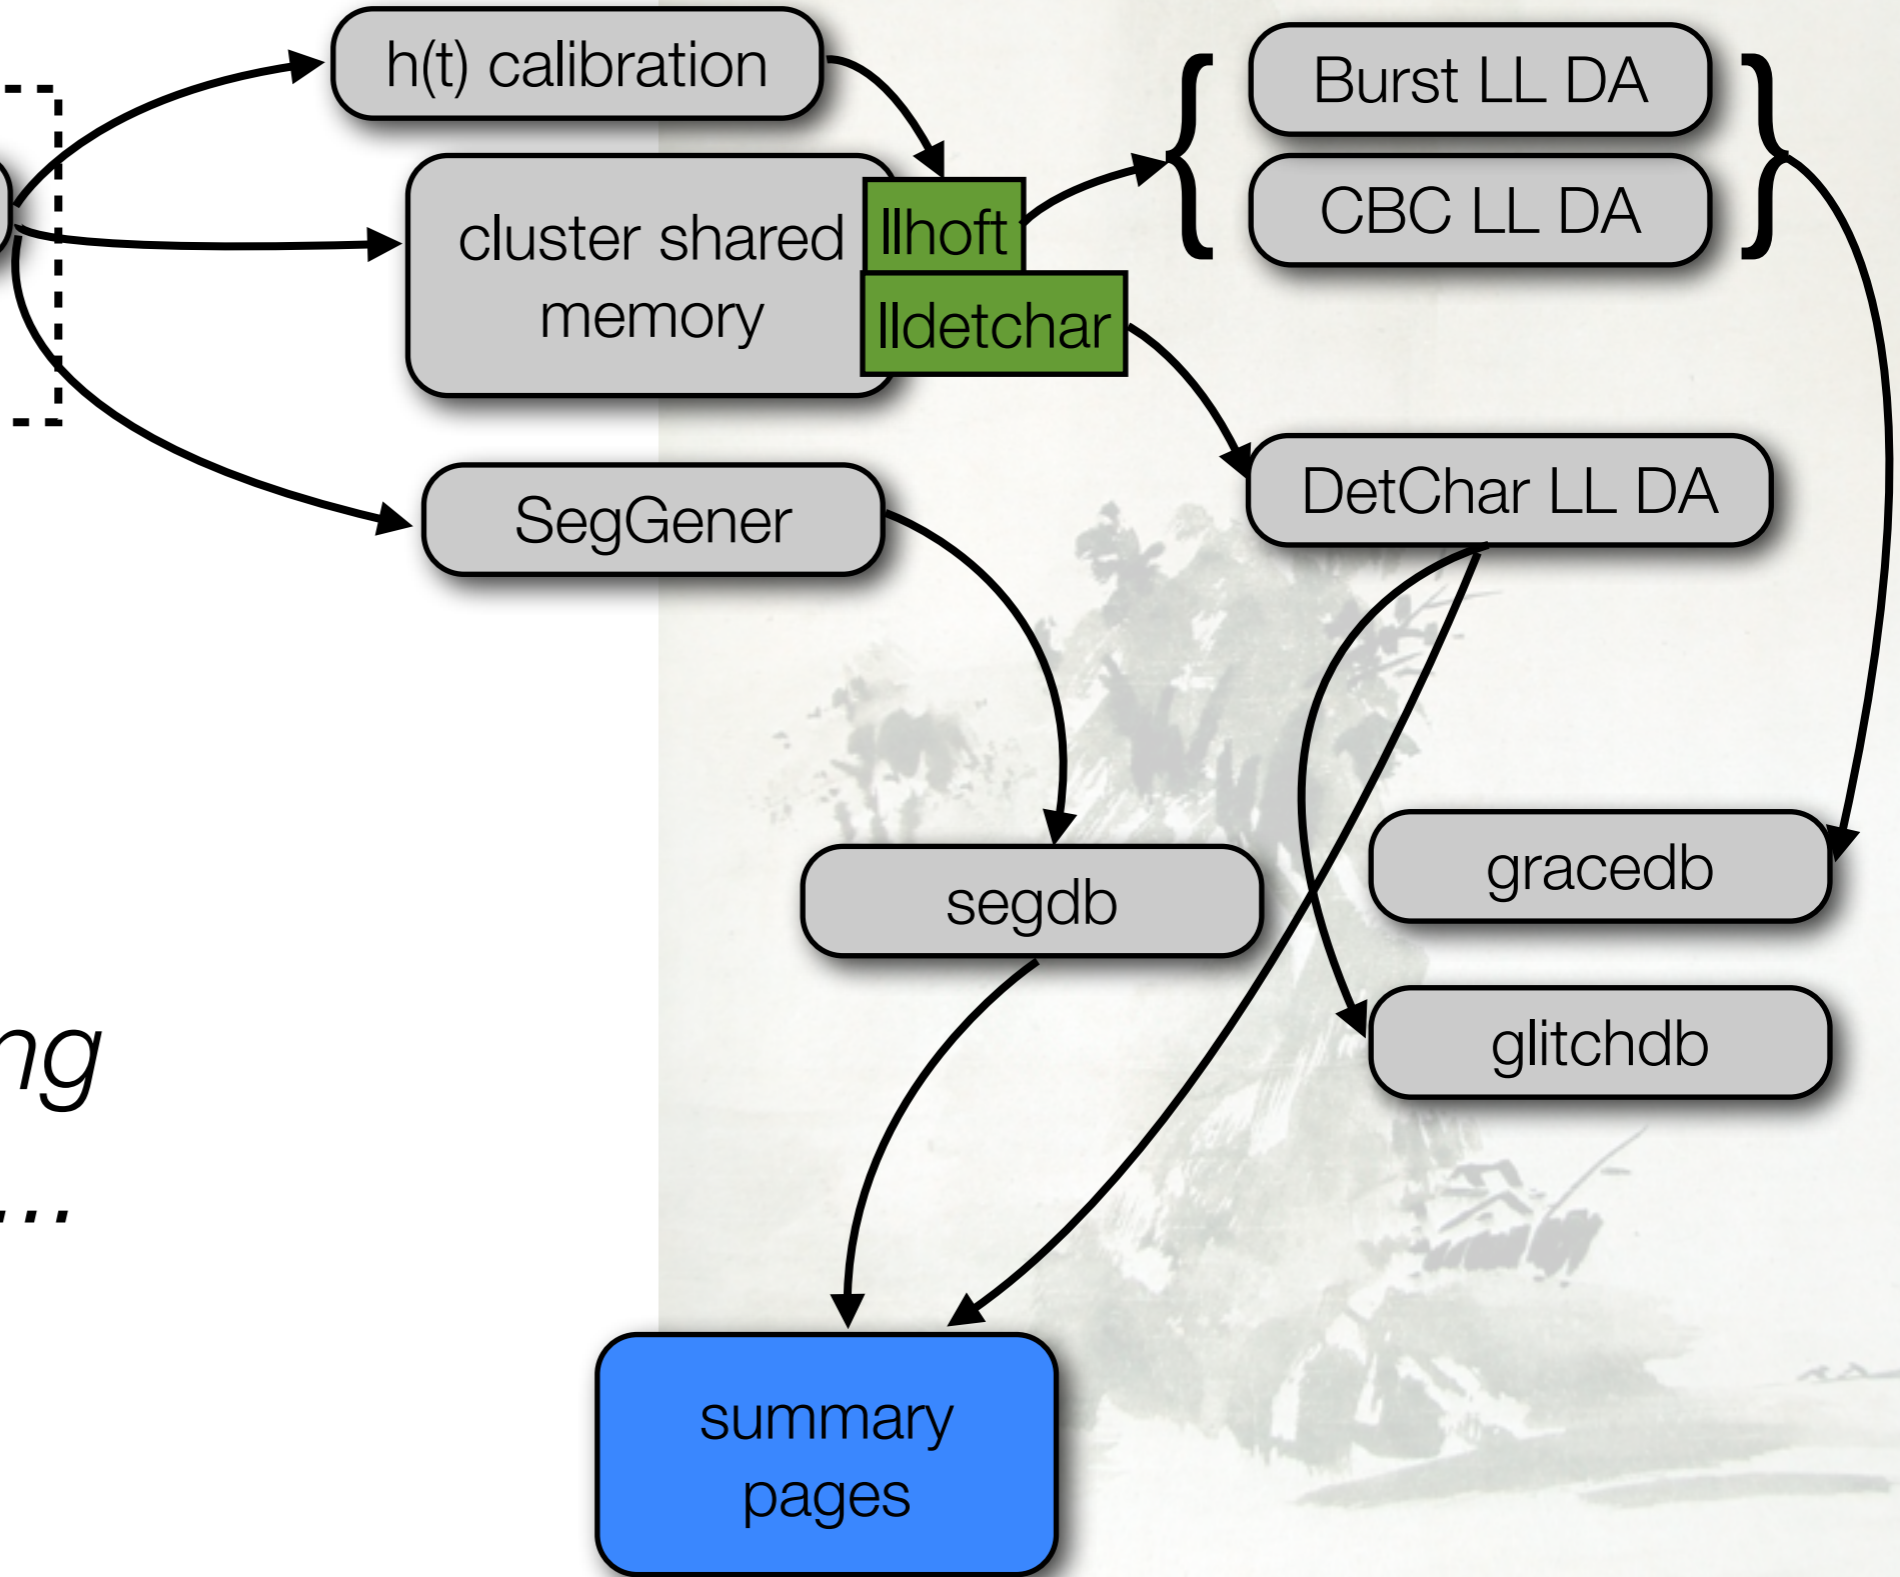 h(t) calibration
Burst LL DA
CBC LL DA
cluster shared
memory
llhoft
lldetchar
DetChar LL DA
SegGener
segdb
gracedb
glitchdb
ng
...
summary
pages